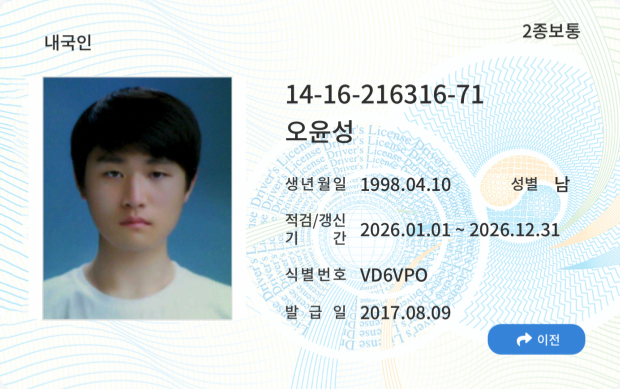 내국인
2종보통
14-16-216316-71
오윤성
생년월일 1998.04.10 성별 남
적검/갱신
기 간 2026.01.01 ~ 2026.12.31
식별번호 VD6VPO
발 급 일 2017.08.09
이전
Driver's License